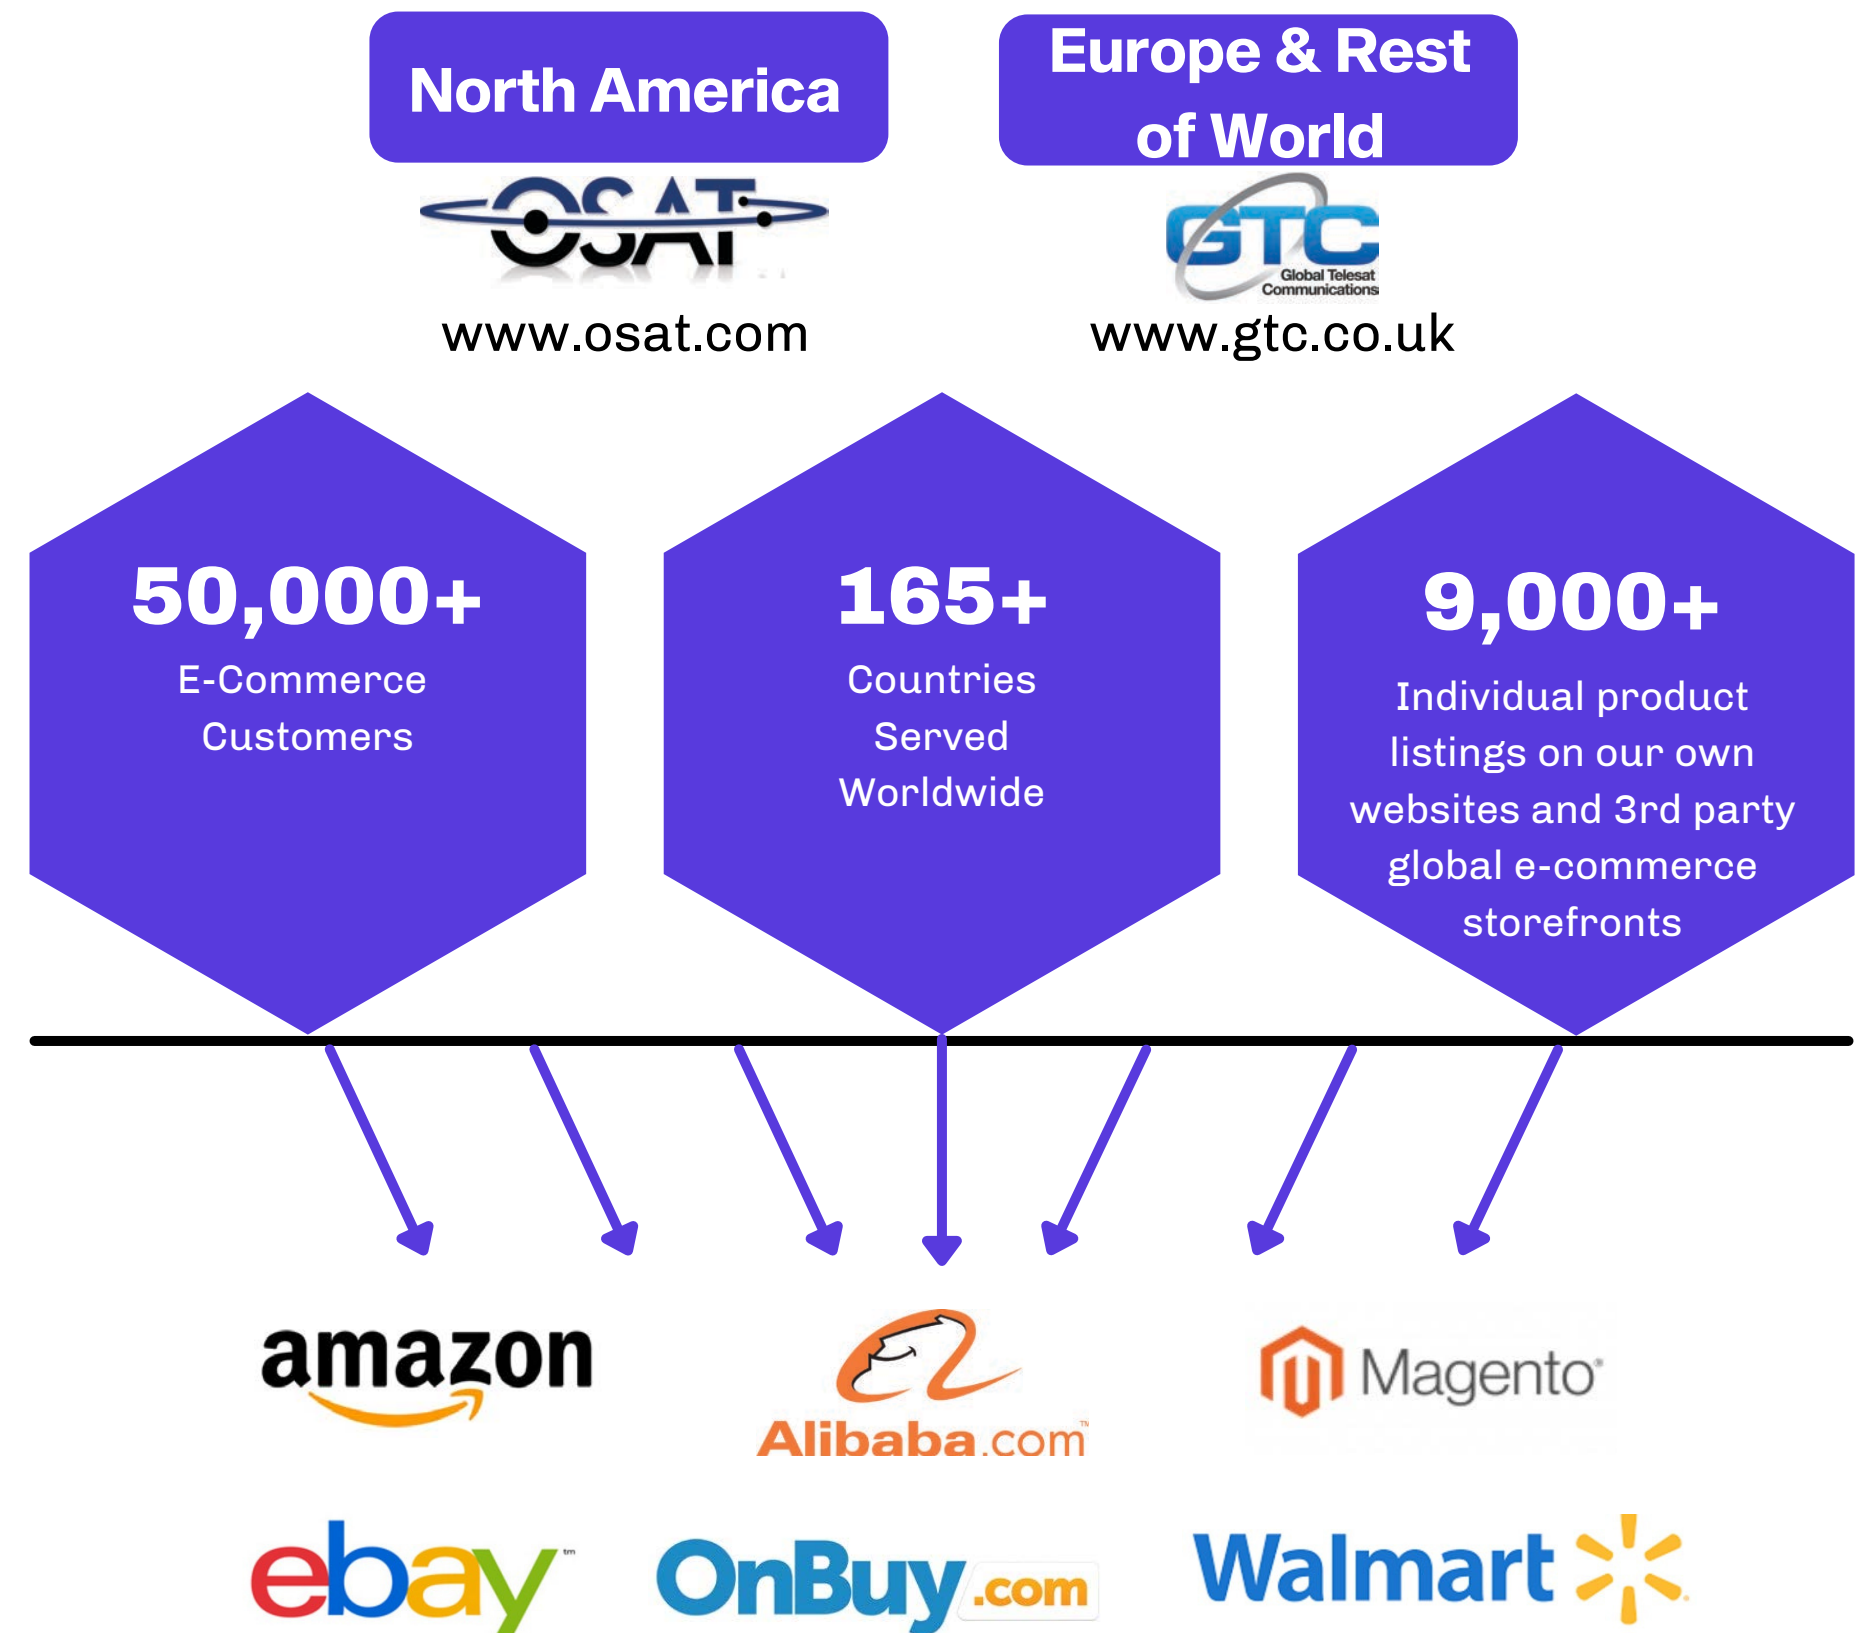 North America
Europe & Rest
of World
OSAT
GTC
Global Telesat
Communications
www.osat.com
www.gtc.co.uk
50,000+
E-Commerce
Customers
165+
Countries
Served
Worldwide
9,000+
Individual product
listings on our own
websites and 3rd party
global e-commerce
storefronts
amazon
Alibaba.com™
Magento®
ebay™
OnBuy.com
Walmart